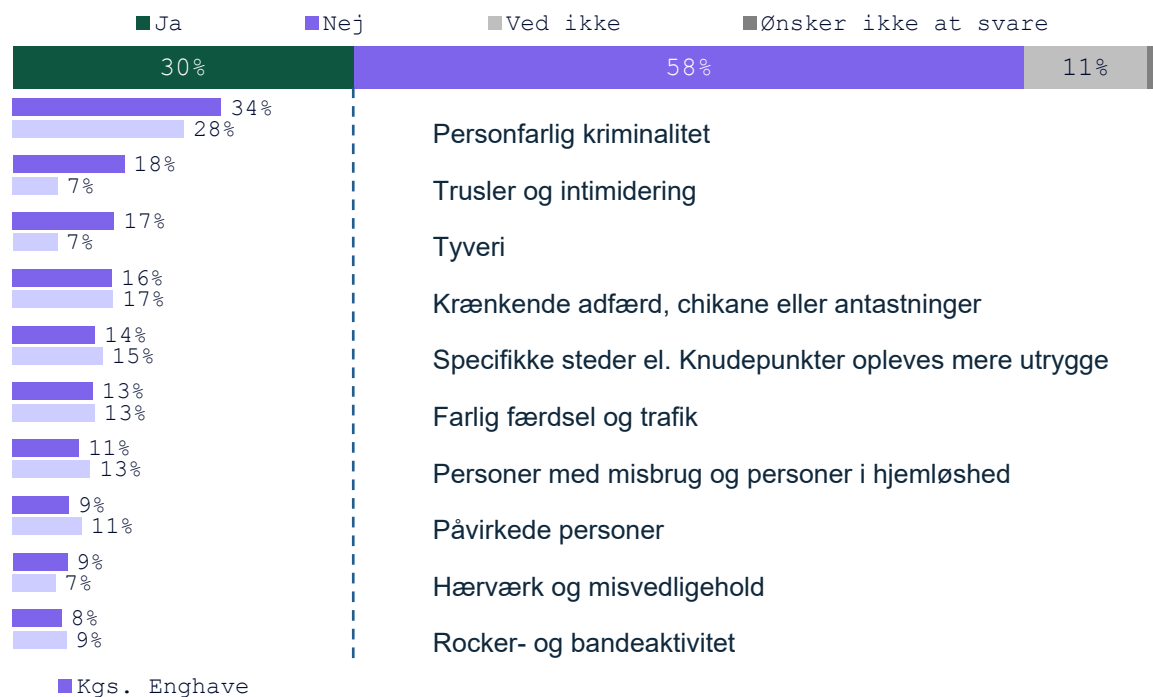 Ja Nej Ved ikke Ønsker ikke at svare
30% 58% 11%
34%
28%
Personfarlig kriminalitet
18%
7%
Trusler og intimidering
17%
7%
Tyveri
16%
17%
Krænkende adfærd, chikane eller antastninger
14%
15%
Specifikke steder el. Knudepunkter opleves mere utrygge
13%
13%
Farlig færdsel og trafik
11%
13%
Personer med misbrug og personer i hjemløshed
9%
11%
Påvirkede personer
9%
7%
Hærværk og misvedligehold
8%
9%
Rocker- og bandeaktivitet
Kgs. Enghave